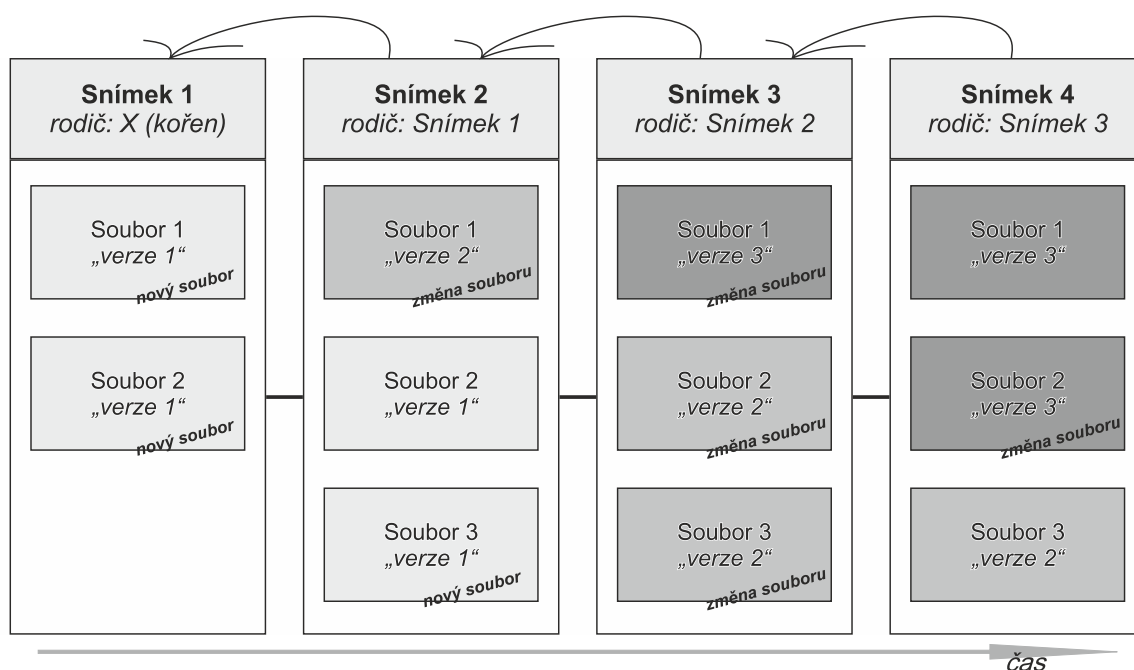 Snímek 1
rodič: X (kořen)
Soubor 1
„verze 1“
nový soubor
Soubor 2
„verze 1“
nový soubor
Snímek 2
rodič: Snímek 1
Soubor 1
„verze 2“
změna souboru
Soubor 2
„verze 1“
Soubor 3
„verze 1“
nový soubor
Snímek 3
rodič: Snímek 2
Soubor 1
„verze 3“
změna souboru
Soubor 2
„verze 2“
změna souboru
Soubor 3
„verze 2“
změna souboru
Snímek 4
rodič: Snímek 3
Soubor 1
„verze 3“
Soubor 2
„verze 3“
změna souboru
Soubor 3
„verze 2“
čas